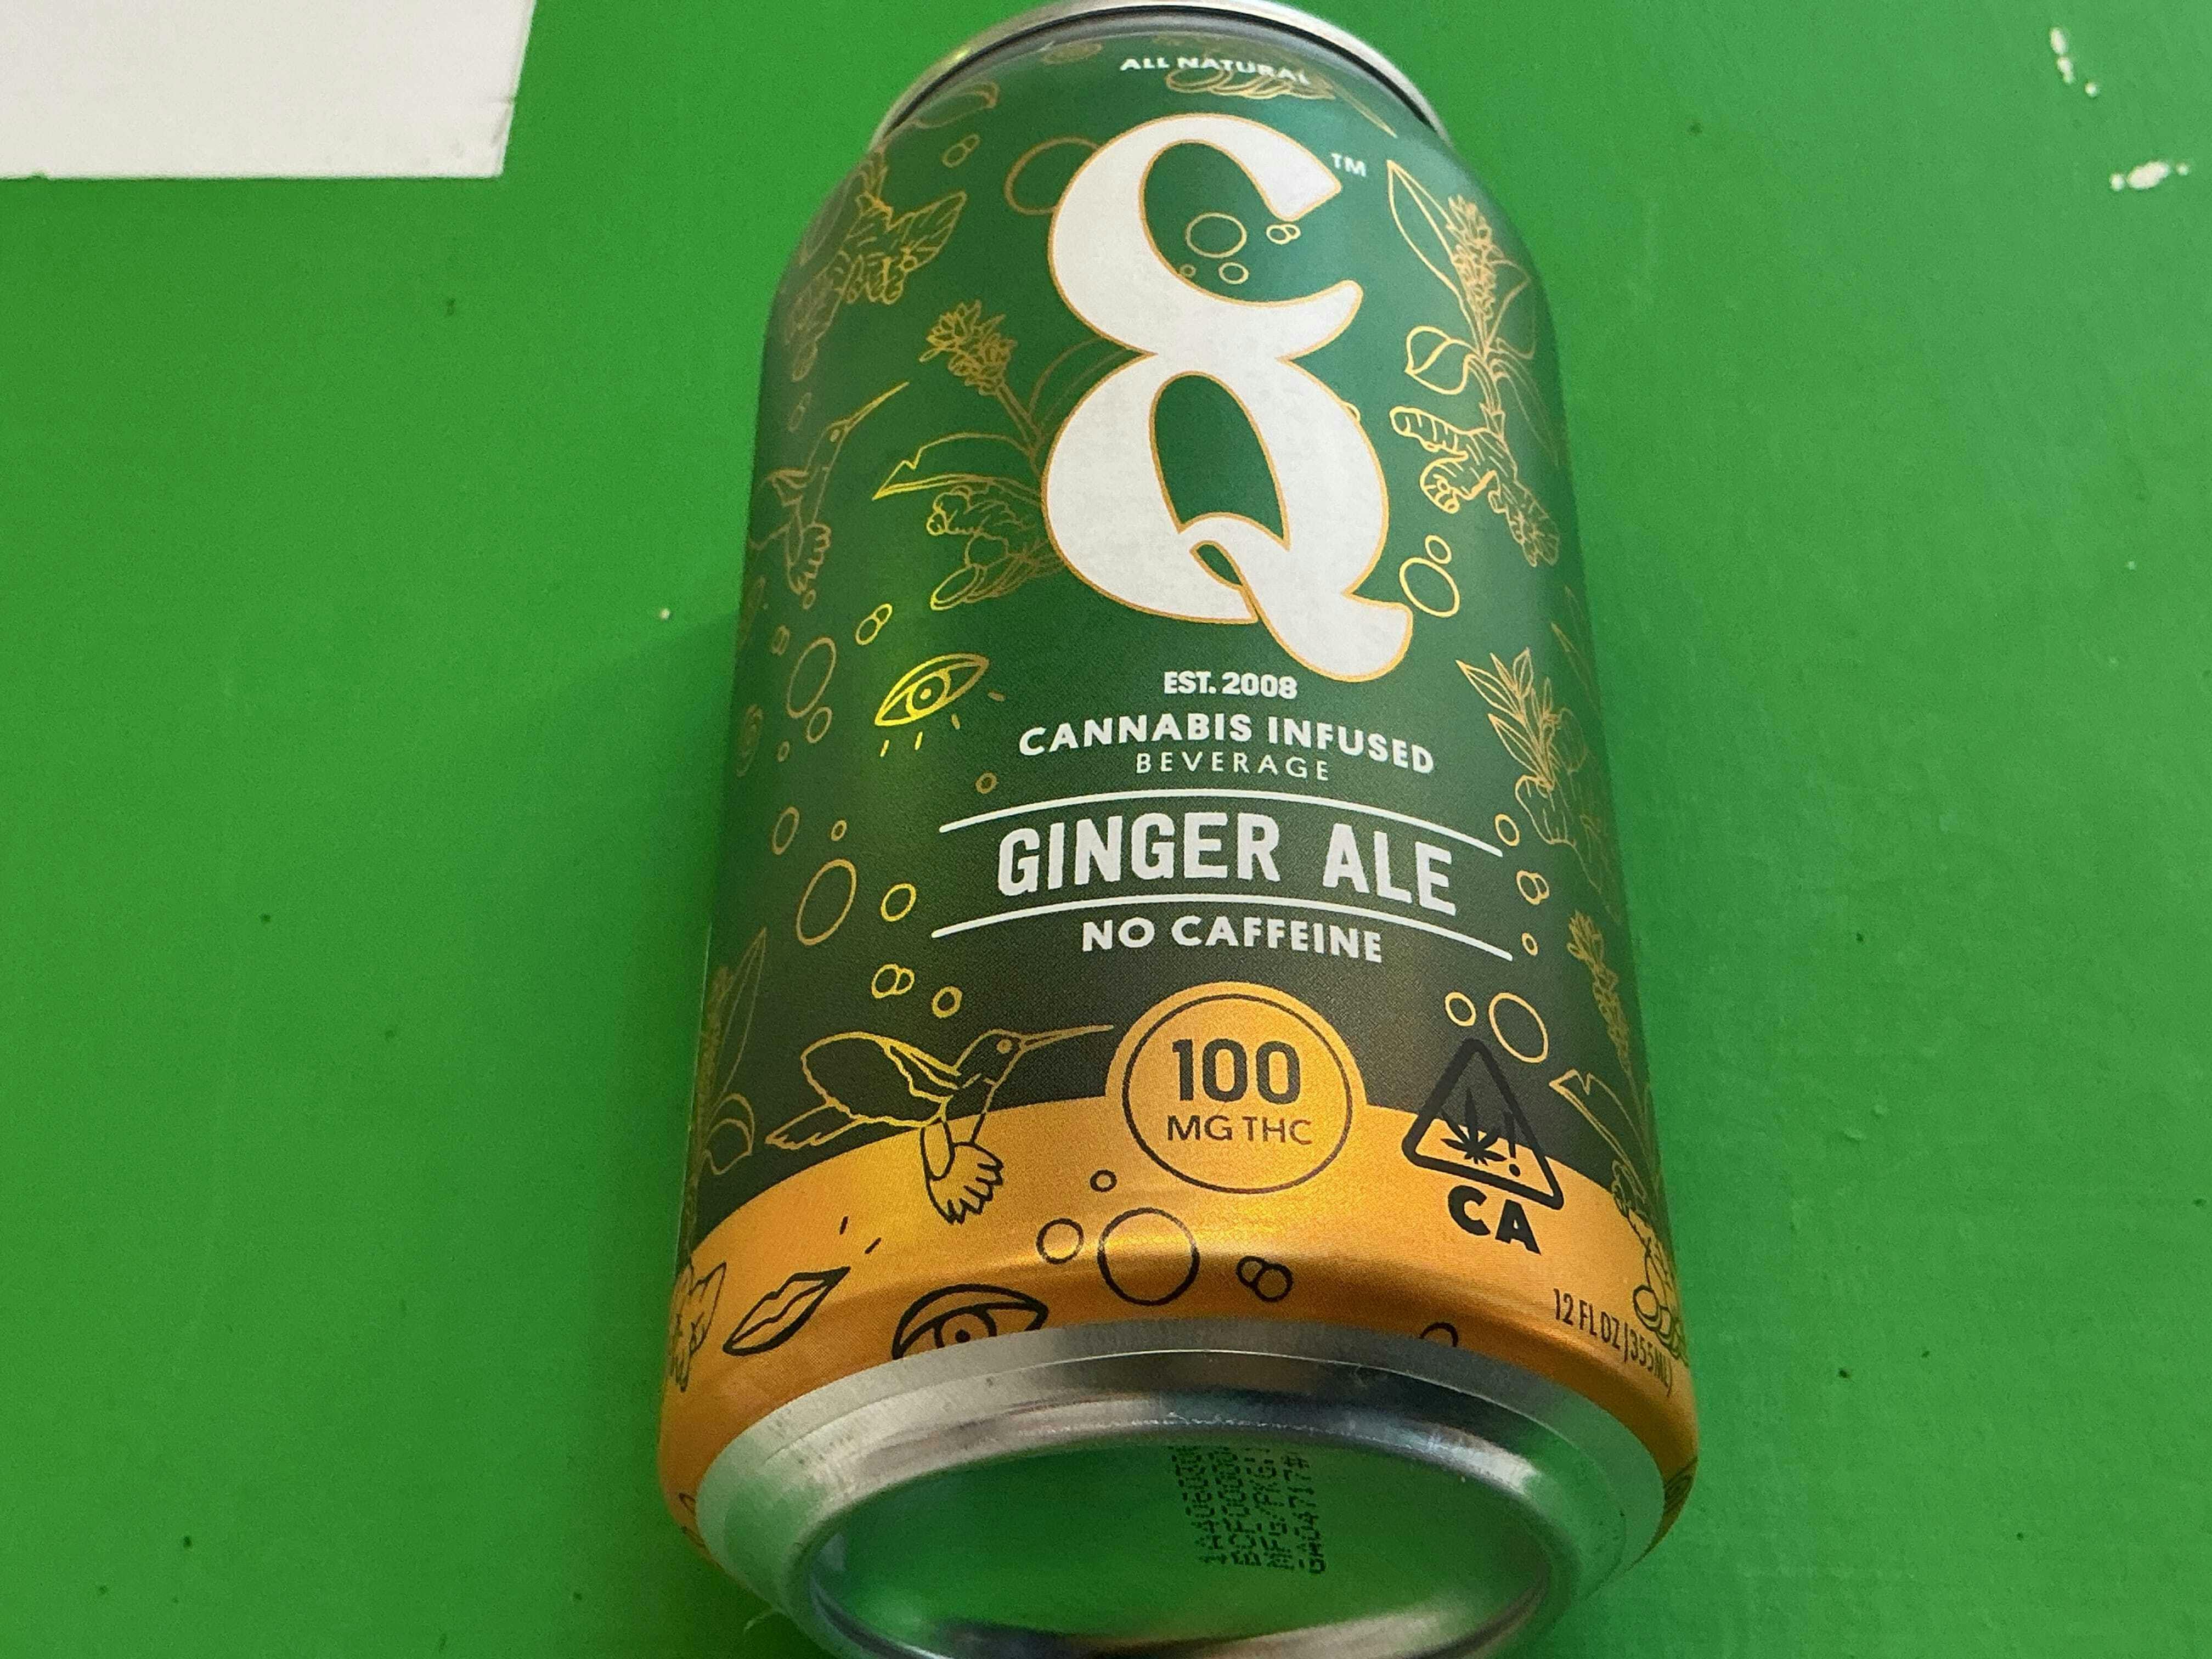 ALL NATURAL
CQ™
EST. 2008
CANNABIS INFUSED
BEVERAGE
GINGER ALE
NO CAFFEINE
100
MG THC
!
CA
12 FL OZ (355ML)